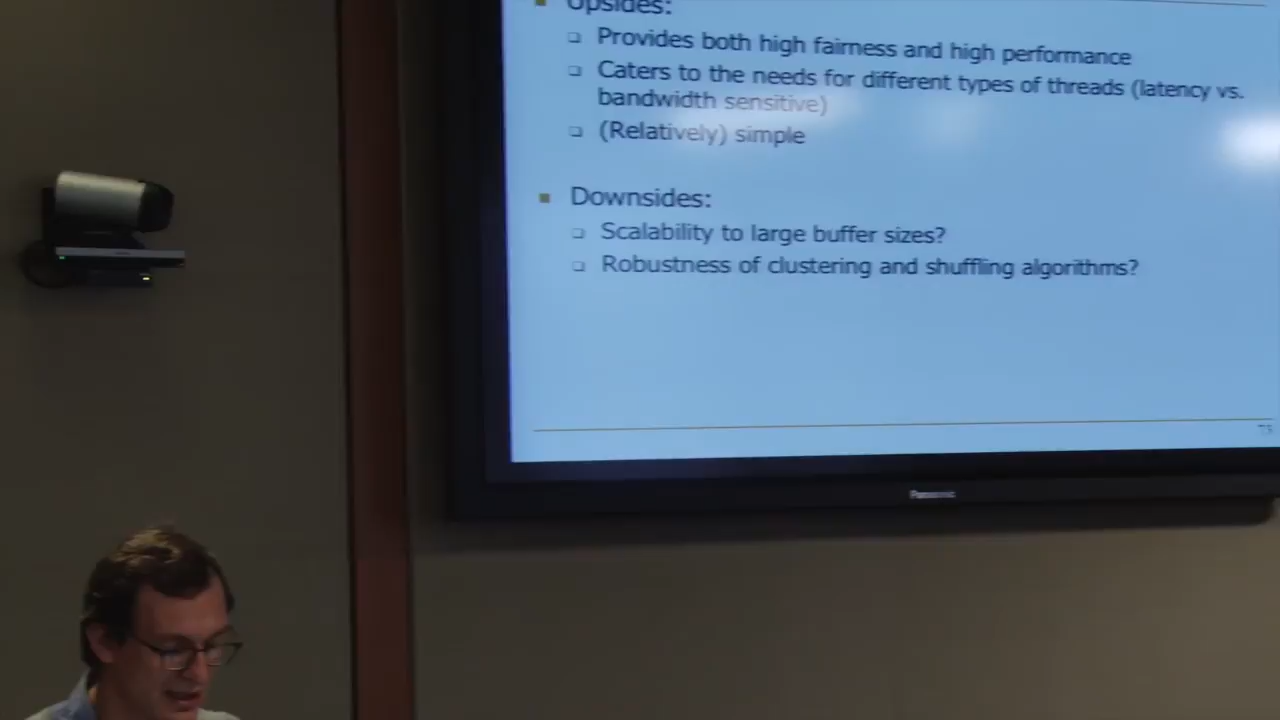 Upsides:
Provides both high fairness and high performance
Caters to the needs for different types of threads (latency vs.
bandwidth sensitive)
(Relatively) simple
Downsides:
Scalability to large buffer sizes?
Robustness of clustering and shuffling algorithms?
Panasonic